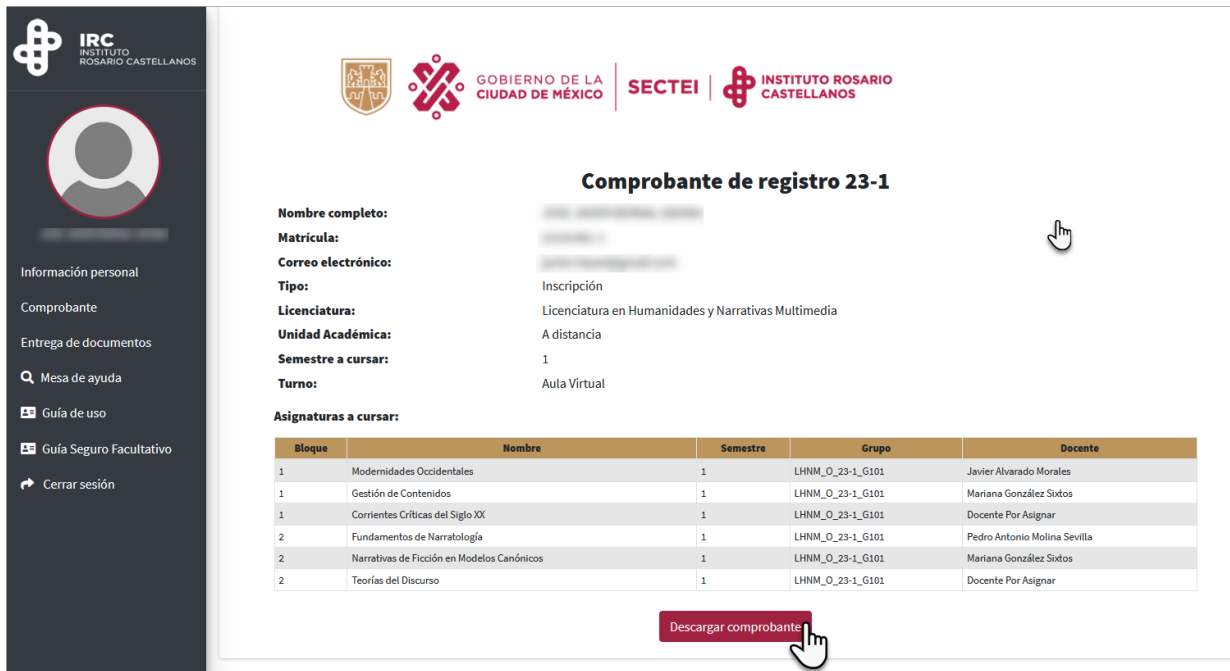 IRC
INSTITUTO
ROSARIO CASTELLANOS
Información personal
Comprobante
Entrega de documentos
Mesa de ayuda
Guía de uso
Guía Seguro Facultativo
Cerrar sesión
GOBIERNO DE LA
CIUDAD DE MÉXICO
SECTEI
INSTITUTO ROSARIO
CASTELLANOS
Comprobante de registro 23-1
Nombre completo:
Matrícula:
Correo electrónico:
Tipo: Inscripción
Licenciatura: Licenciatura en Humanidades y Narrativas Multimedia
Unidad Académica: A distancia
Semestre a cursar: 1
Turno: Aula Virtual
Asignaturas a cursar:
Bloque Nombre Semestre Grupo Docente
1 Modernidades Occidentales 1 LHNM_O_23-1_G101 Javier Alvarado Morales
1 Gestión de Contenidos 1 LHNM_O_23-1_G101 Mariana González Sixtos
1 Corrientes Críticas del Siglo XX 1 LHNM_O_23-1_G101 Docente Por Asignar
2 Fundamentos de Narratología 1 LHNM_O_23-1_G101 Pedro Antonio Molina Sevilla
2 Narrativas de Ficción en Modelos Canónicos 1 LHNM_O_23-1_G101 Mariana González Sixtos
2 Teorías del Discurso 1 LHNM_O_23-1_G101 Docente Por Asignar
Descargar comprobante